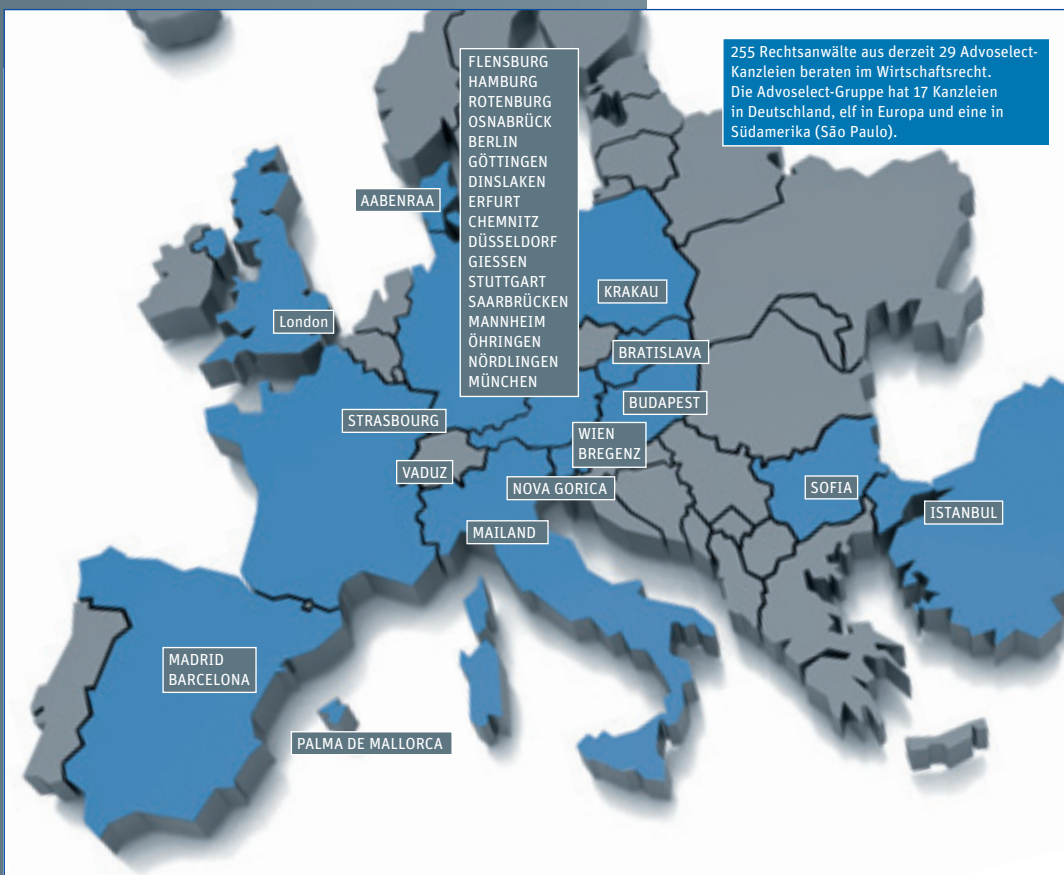 255 Rechtsanwälte aus derzeit 29 Advoselect-
Kanzleien beraten im Wirtschaftsrecht.
Die Advoselect-Gruppe hat 17 Kanzleien
in Deutschland, elf in Europa und eine in
Südamerika (São Paulo).
FLENSBURG
HAMBURG
ROTENBURG
OSNABRÜCK
BERLIN
GÖTTINGEN
DINSLAKEN
ERFURT
CHEMNITZ
DÜSSELDORF
GIESSEN
STUTTGART
SAARBRÜCKEN
MANNHEIM
ÖHRINGEN
NÖRDLINGEN
MÜNCHEN
AABENRAA
KRAKAU
London
BRATISLAVA
BUDAPEST
STRASBOURG
WIEN
BREGENZ
VADUZ
NOVA GORICA
SOFIA
ISTANBUL
MAILAND
MADRID
BARCELONA
PALMA DE MALLORCA